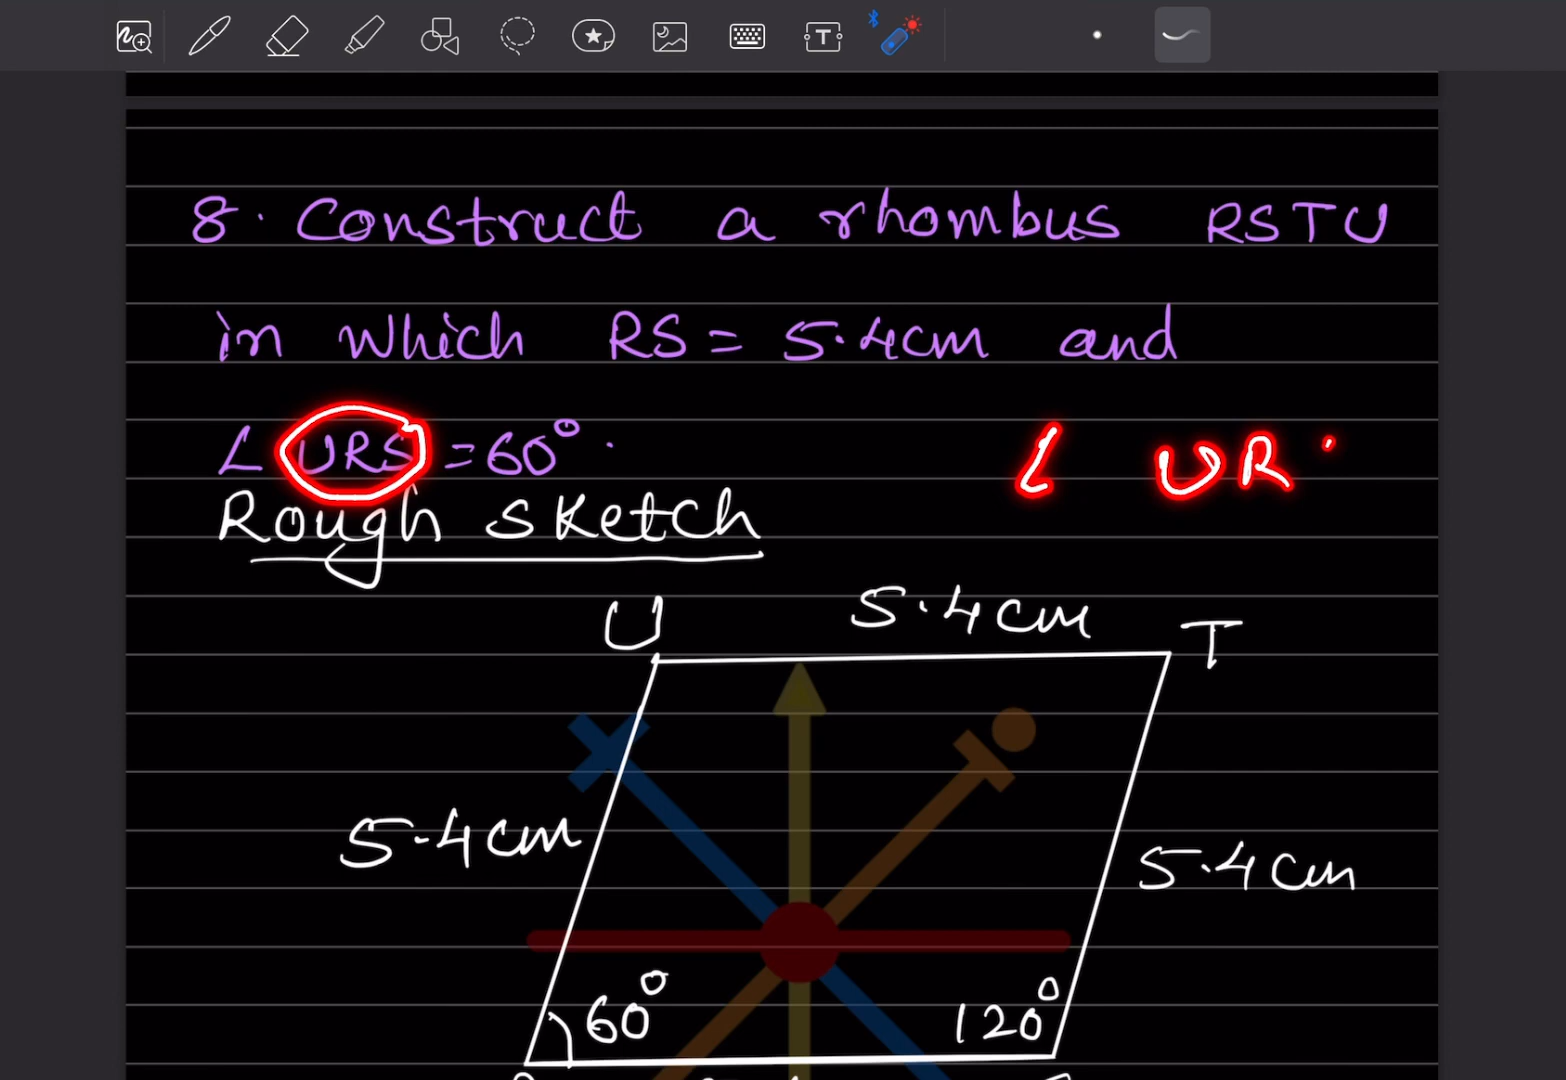 8. Construct a rhombus RSTU
in which RS = 5.4cm and
∠URS = 60° .
∠ UR
Rough sketch
U 5.4cm T
5.4cm
5.4cm
60° 120°